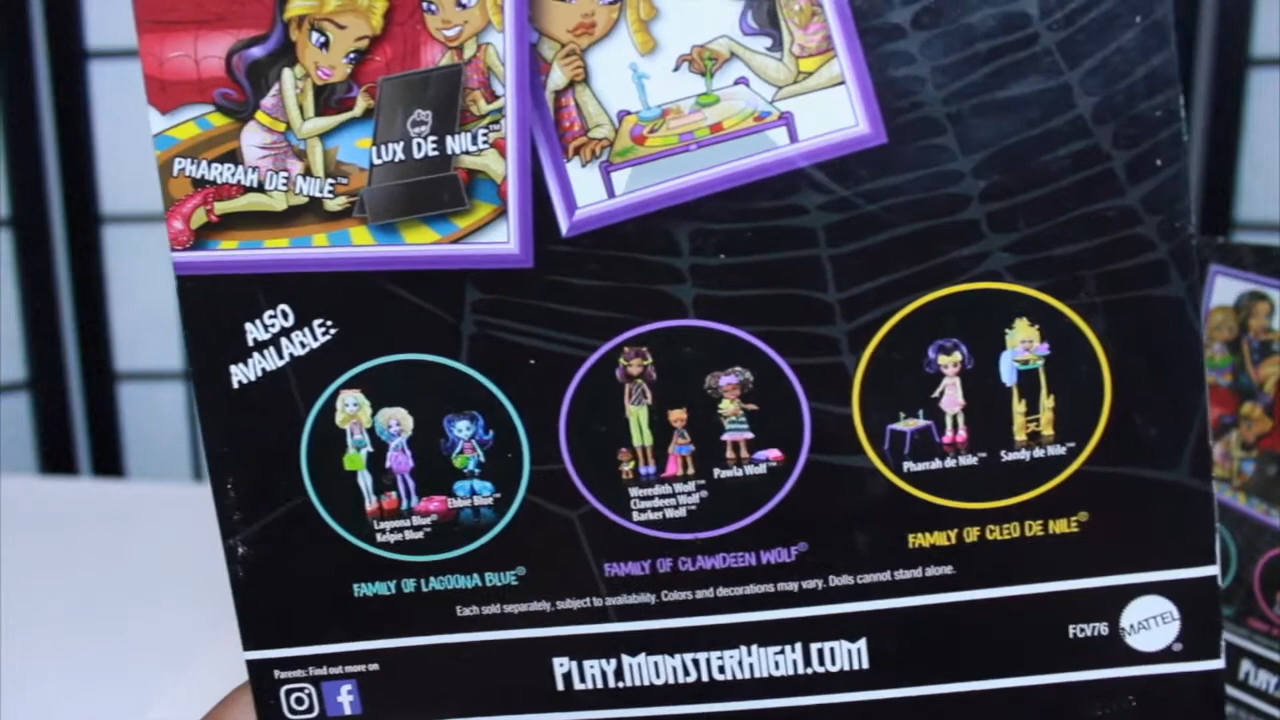 PHARRAH DE NILE™
LUX DE NILE™
ALSO
AVAILABLE:
Lagoona Blue®
Kelpie Blue™
Ebbie Blue™
FAMILY OF LAGOONA BLUE®
Weredith Wolf™
Clawdeen Wolf®
Barker Wolf™
Pawla Wolf™
FAMILY OF CLAWDEEN WOLF®
Pharrah de Nile™
Sandy de Nile™
FAMILY OF CLEO DE NILE®
Each sold separately, subject to availability. Colors and decorations may vary. Dolls cannot stand alone.
Parents: Find out more on
PLAY.MONSTERHIGH.COM
FCV76
MATTEL
PLAY.